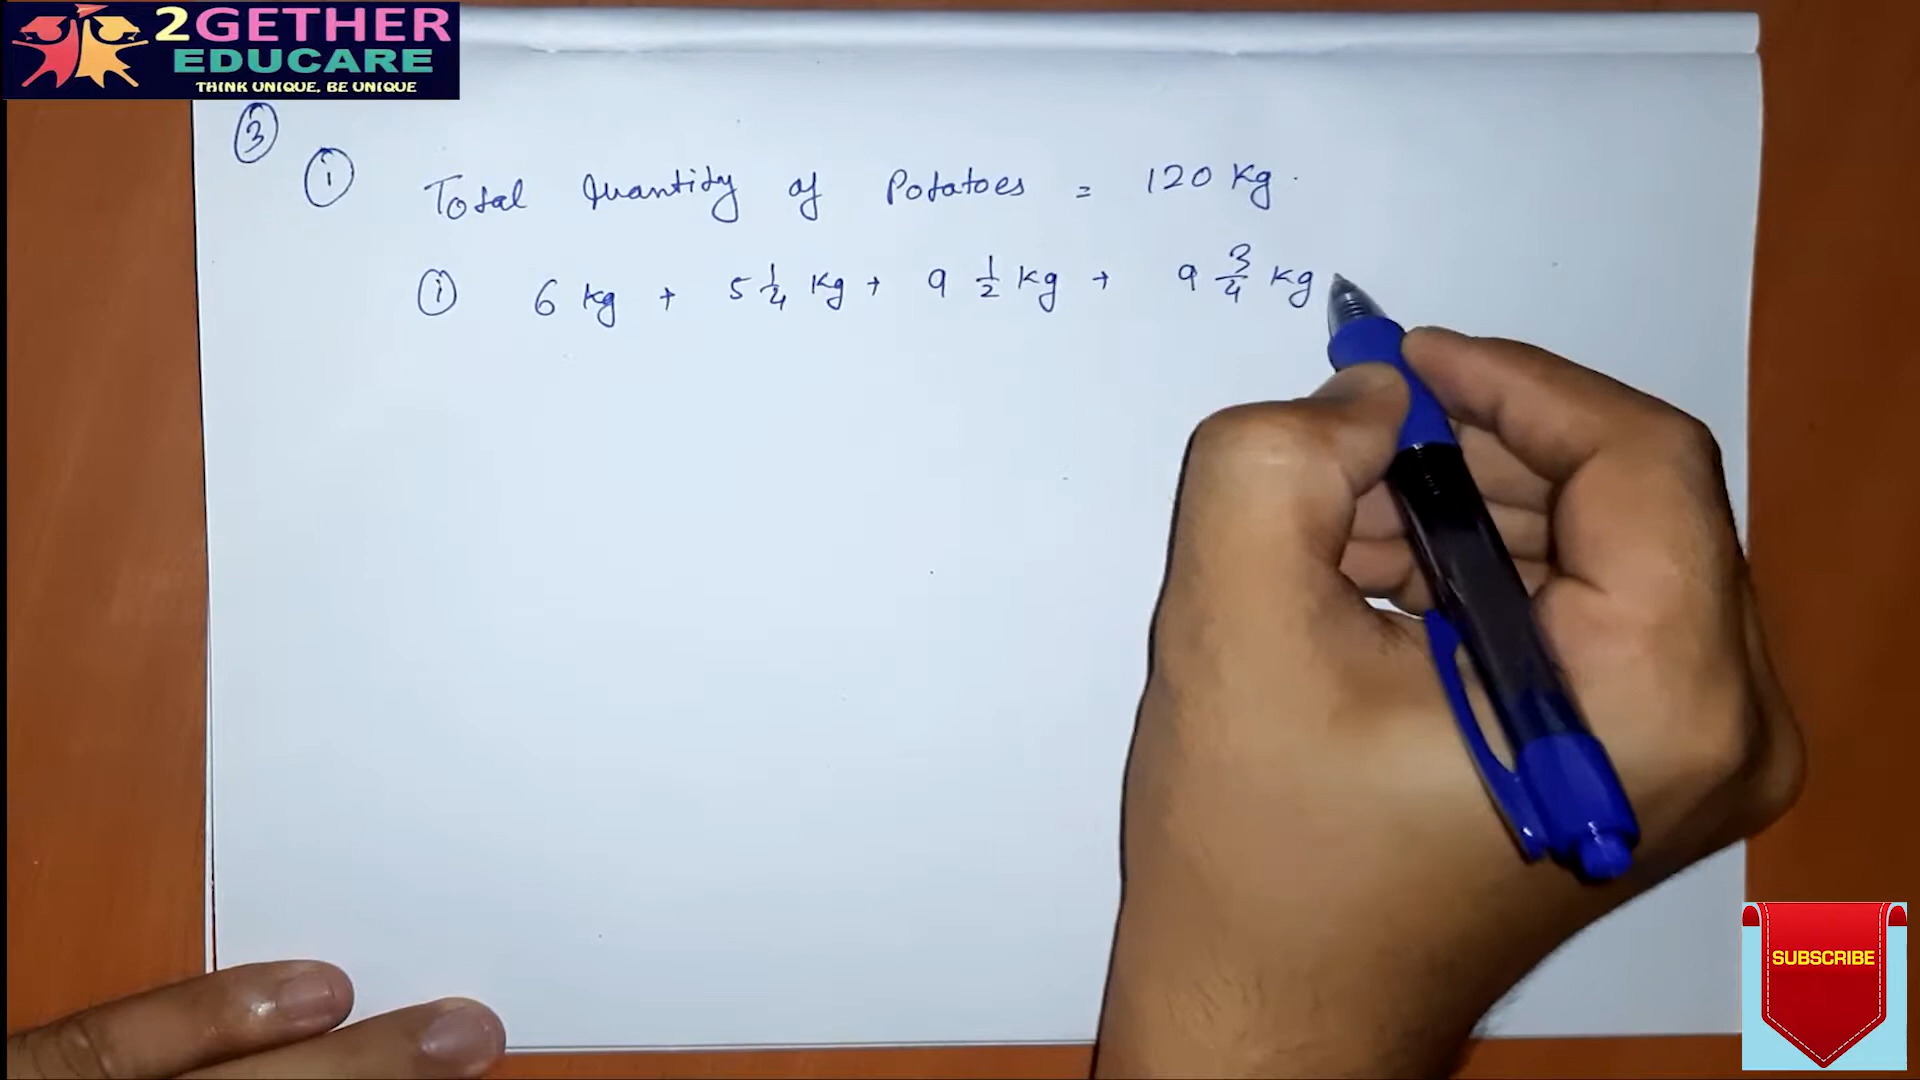 2GETHER
EDUCARE
THINK UNIQUE, BE UNIQUE
3
i Total Quantity of Potatoes = 120 Kg.
i 6 kg + 5 1/4 Kg + 9 1/2 Kg + 9 3/4 Kg
SUBSCRIBE